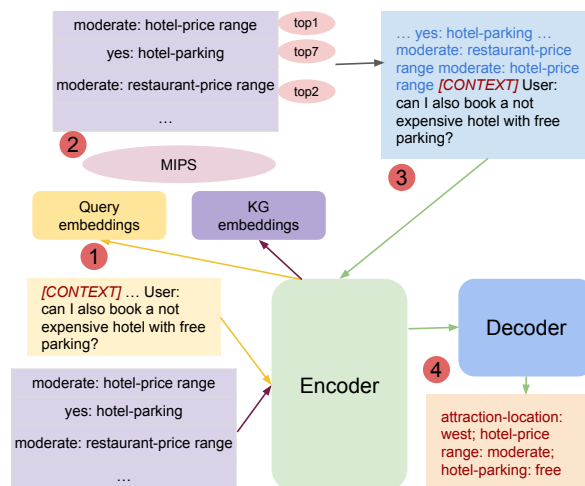 moderate: hotel-price range
top1
yes: hotel-parking
top7
moderate: restaurant-price range
top2
...
2
MIPS
… yes: hotel-parking …
moderate: restaurant-price
range moderate: hotel-price
range [CONTEXT] User:
can I also book a not
expensive hotel with free
parking?
3
Query
embeddings
KG
embeddings
1
[CONTEXT] ... User:
can I also book a not
expensive hotel with free
parking?
moderate: hotel-price range
yes: hotel-parking
moderate: restaurant-price range
...
Encoder
Decoder
4
attraction-location:
west; hotel-price
range: moderate;
hotel-parking: free